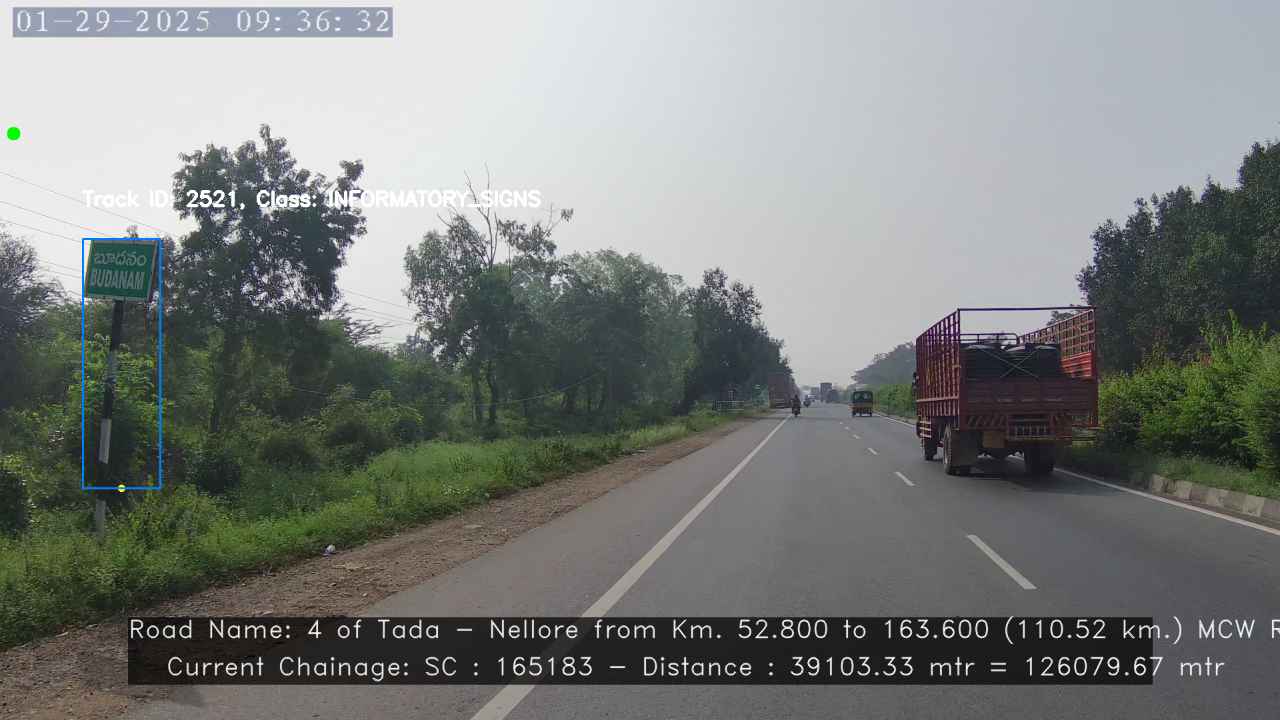 01-29-2025 09:36:32
Track ID: 2521, Class: INFORMATORY_SIGNS
బూదనం
BUDANAM
Road Name: 4 of Tada - Nellore from Km. 52.800 to 163.600 (110.52 km.) MCW R
Current Chainage: SC : 165183 - Distance : 39103.33 mtr = 126079.67 mtr